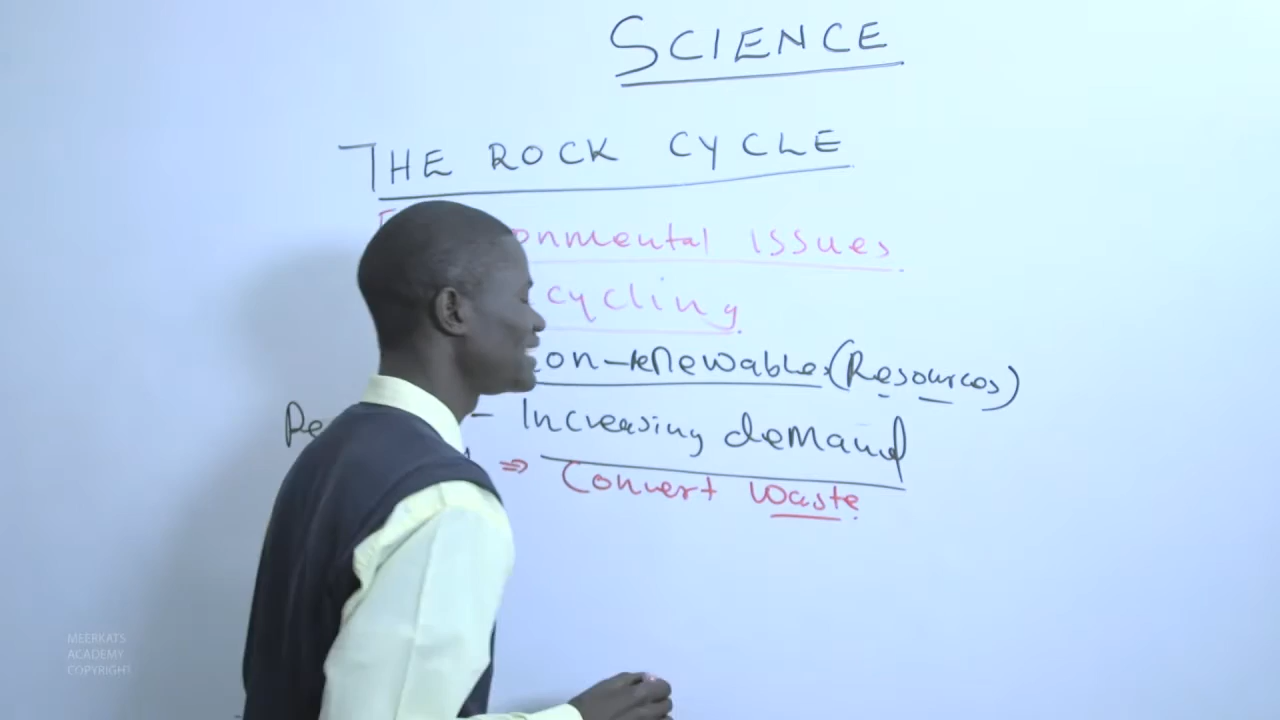 SCIENCE
THE ROCK CYCLE
onmental Issues.
cycling
on-renewable (Resources)
- Increasing demand
⇒ Convert waste.
MEERKATS
ACADEMY
COPYRIGHT